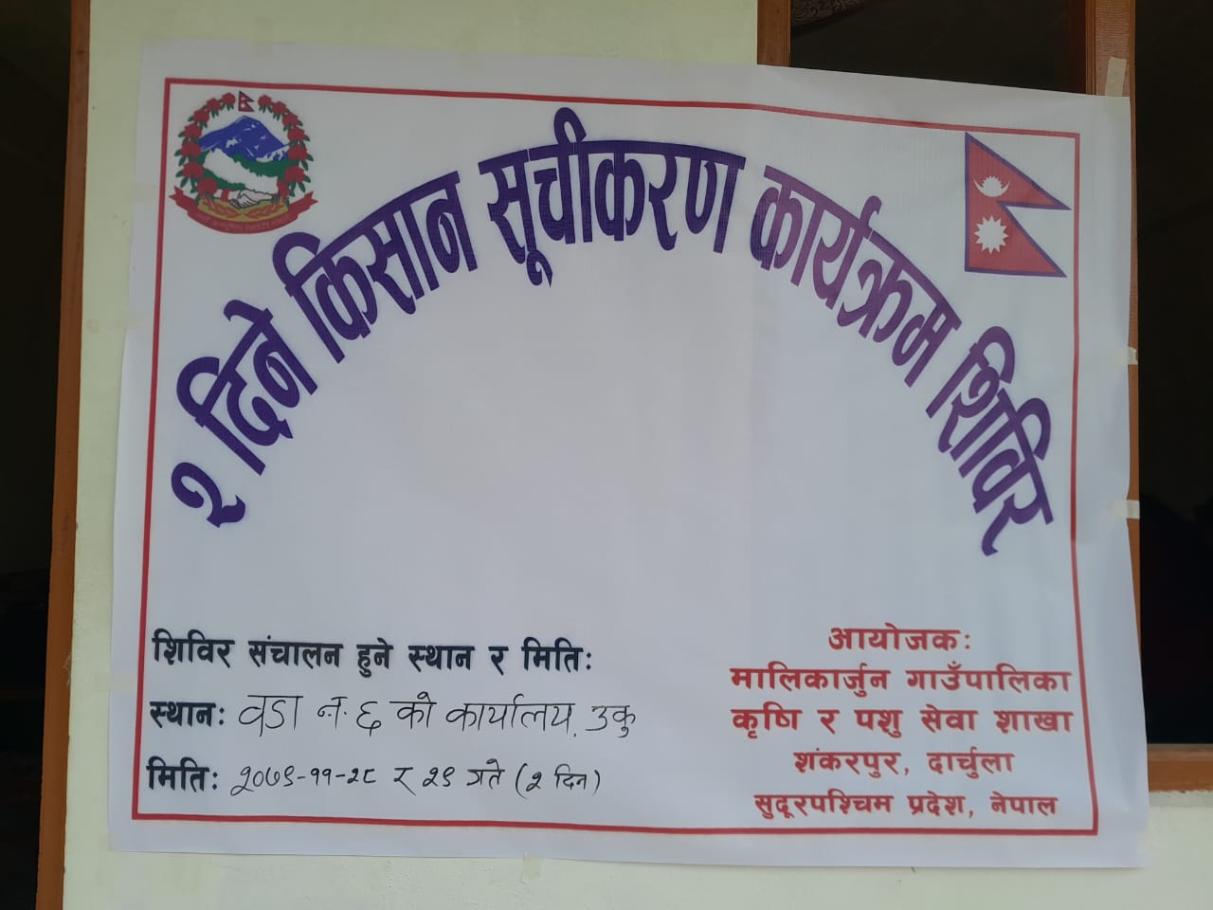 २ दिने किसान सूचीकरण कार्यक्रम शिविर
शिविर संचालन हुने स्थान र मितिः
स्थानः वडा नं. ६ को कार्यालय, उकु
मितिः २०७९-११-२८ र २९ गते (२ दिन)
आयोजकः
मालिकार्जुन गाउँपालिका
कृषि र पशु सेवा शाखा
शंकरपुर, दार्चुला
सुदूरपश्चिम प्रदेश, नेपाल